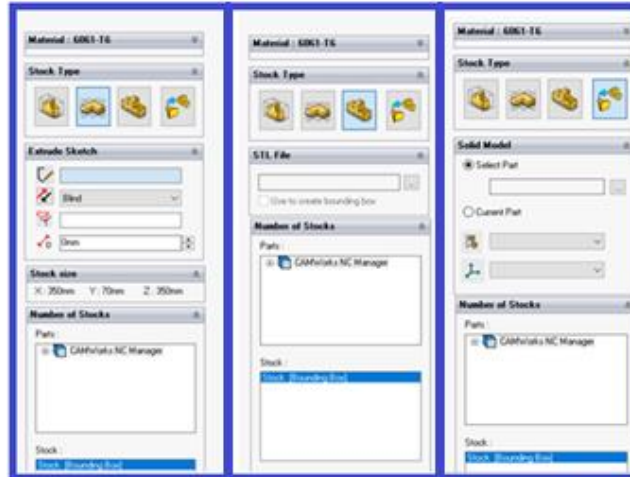 Material : 6061-T6
Stock Type
Extrude Sketch
Blind
0mm
Stock size
X: 350mm Y: 70mm Z: 350mm
Number of Stocks
Parts :
CAMWorks NC Manager
Stock :
Stock [Bounding Box]
Material : 6061-T6
Stock Type
STL File
...
Use to create bounding box
Number of Stocks
Parts :
CAMWorks NC Manager
Stock :
Stock [Bounding Box]
Material : 6061-T6
Stock Type
Solid Model
Select Part
...
Current Part
Number of Stocks
Parts :
CAMWorks NC Manager
Stock :
Stock [Bounding Box]